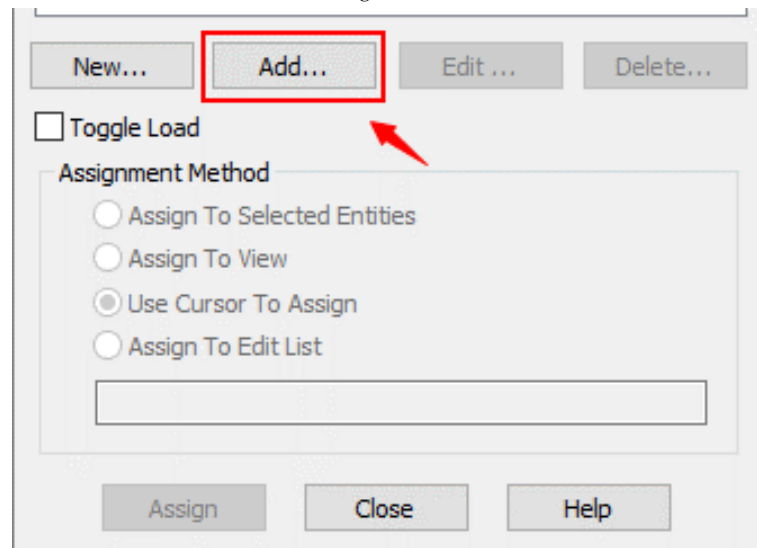 New... Add... Edit ... Delete...
Toggle Load
Assignment Method
Assign To Selected Entities
Assign To View
Use Cursor To Assign
Assign To Edit List
Assign Close Help